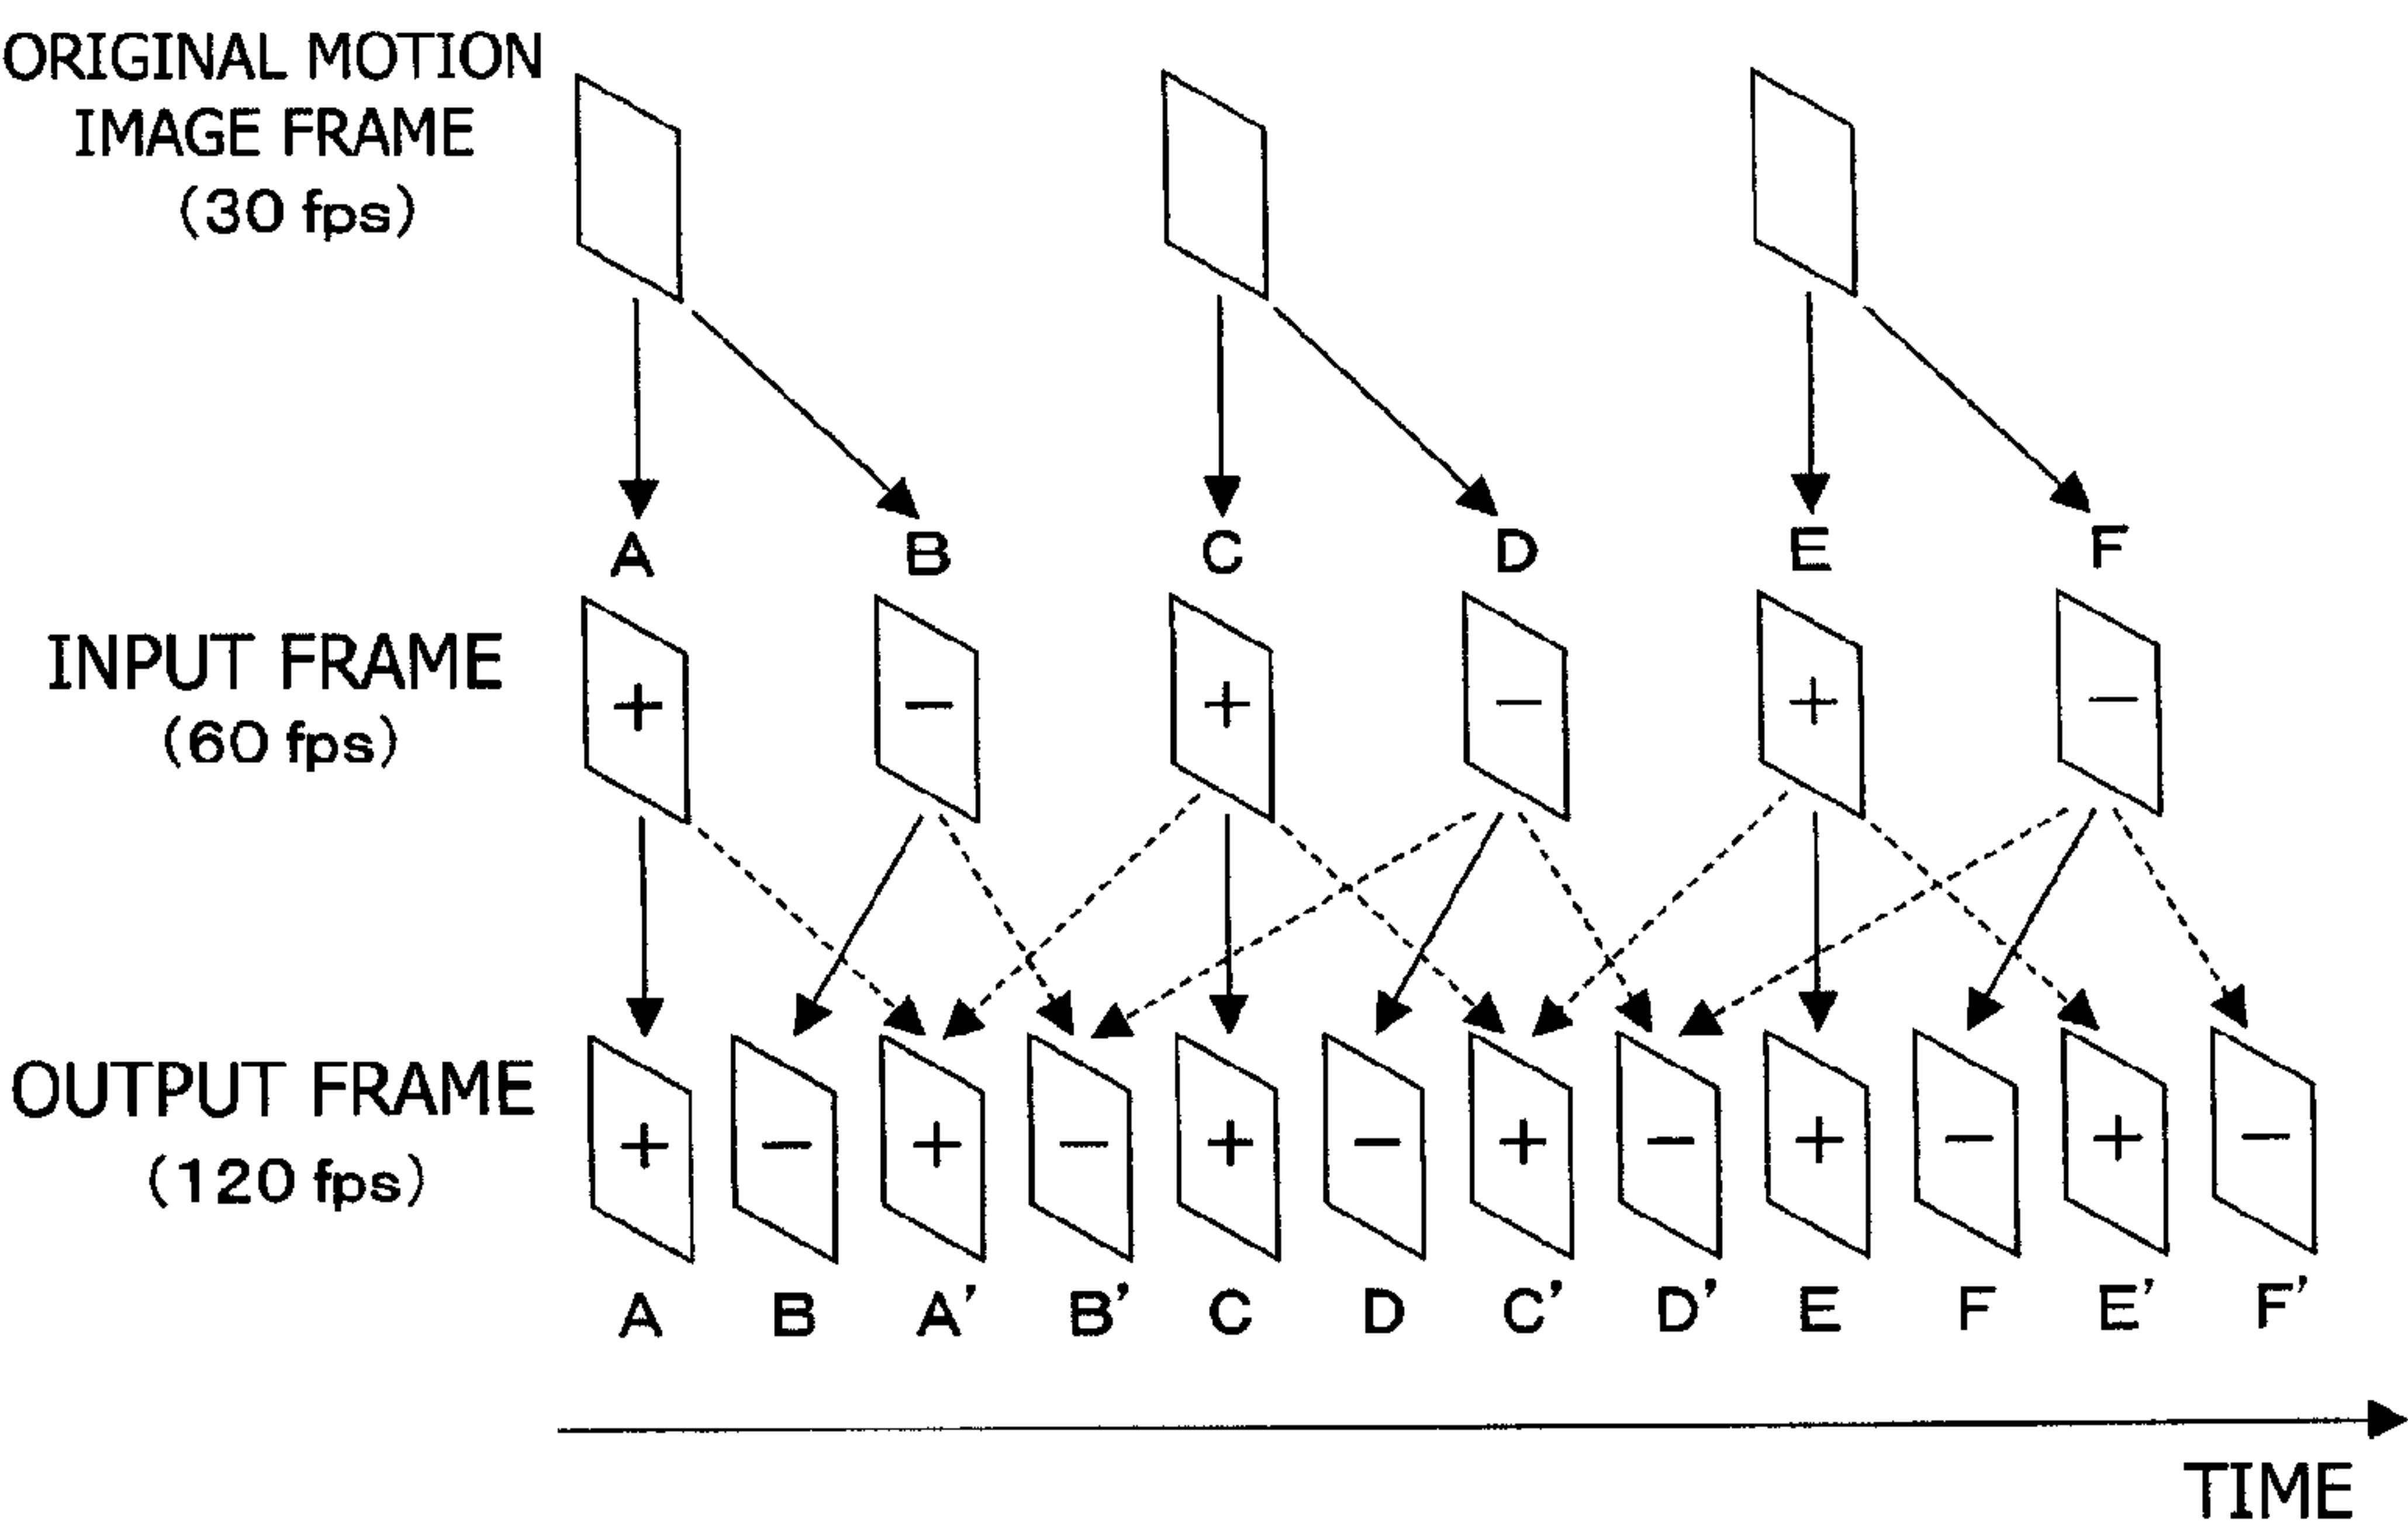 ORIGINAL MOTION
IMAGE FRAME
(30 fps)
A B C D E F
INPUT FRAME
(60 fps)
+ − + − + −
OUTPUT FRAME
(120 fps)
+ − + − + − + − + − + −
A B A' B' C D C' D' E F E' F'
TIME